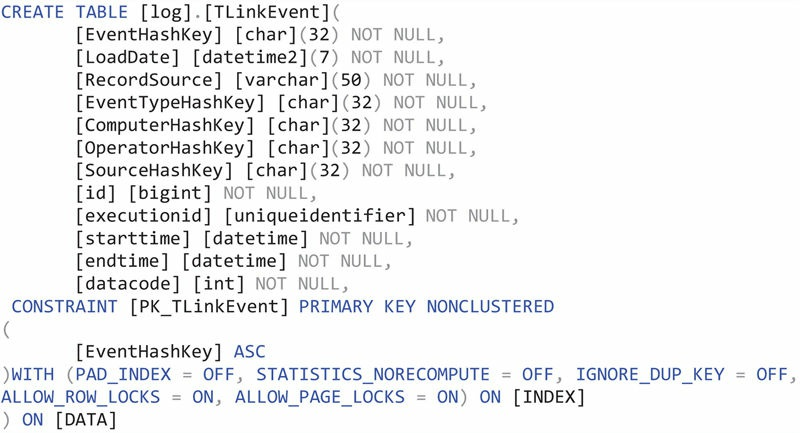 CREATE TABLE [log].[TLinkEvent](
[EventHashKey] [char](32) NOT NULL,
[LoadDate] [datetime2](7) NOT NULL,
[RecordSource] [varchar](50) NOT NULL,
[EventTypeHashKey] [char](32) NOT NULL,
[ComputerHashKey] [char](32) NOT NULL,
[OperatorHashKey] [char](32) NOT NULL,
[SourceHashKey] [char](32) NOT NULL,
[id] [bigint] NOT NULL,
[executionid] [uniqueidentifier] NOT NULL,
[starttime] [datetime] NOT NULL,
[endtime] [datetime] NOT NULL,
[datacode] [int] NOT NULL,
CONSTRAINT [PK_TLinkEvent] PRIMARY KEY NONCLUSTERED
(
[EventHashKey] ASC
)WITH (PAD_INDEX = OFF, STATISTICS_NORECOMPUTE = OFF, IGNORE_DUP_KEY = OFF,
ALLOW_ROW_LOCKS = ON, ALLOW_PAGE_LOCKS = ON) ON [INDEX]
) ON [DATA]